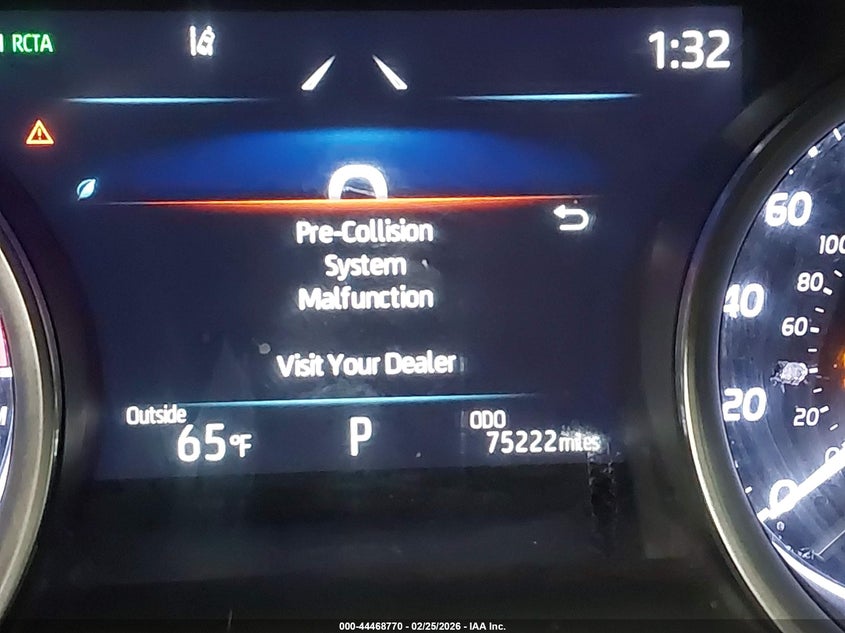 RCTA
1:32
Pre-Collision
System
Malfunction
Visit Your Dealer
Outside
65°F
P
ODO
75222 miles
60
40
20
0
100
80
60
20
000-44468770 - 02/25/2026 - IAA Inc.